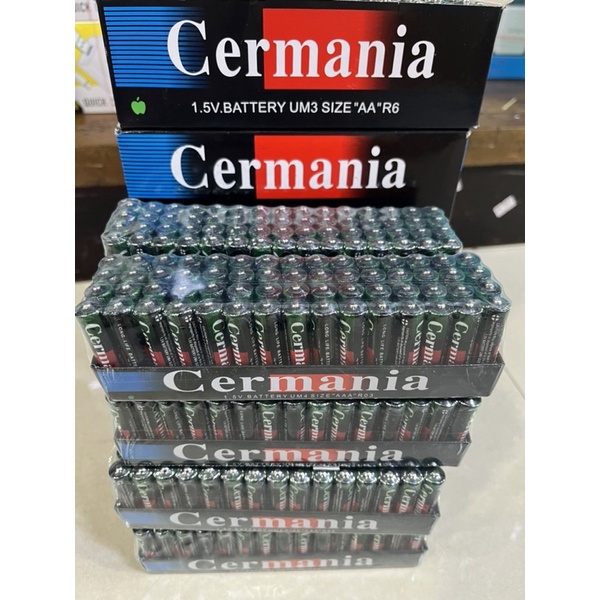 QUICK
Cermania
1.5V.BATTERY UM3 SIZE "AA"R6
Cermania
Cermania
1.5V.BATTERY UM4 SIZE "AAA"R03
Cermania
Cermania
Cermania